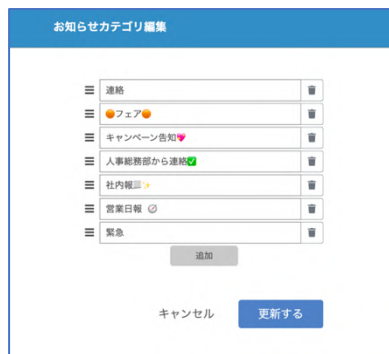 お知らせカテゴリ編集
連絡
🟠フェア🟠
キャンペーン告知💖
人事総務部から連絡✅
社内報📰✨
営業日報 🧭
緊急
追加
キャンセル
更新する